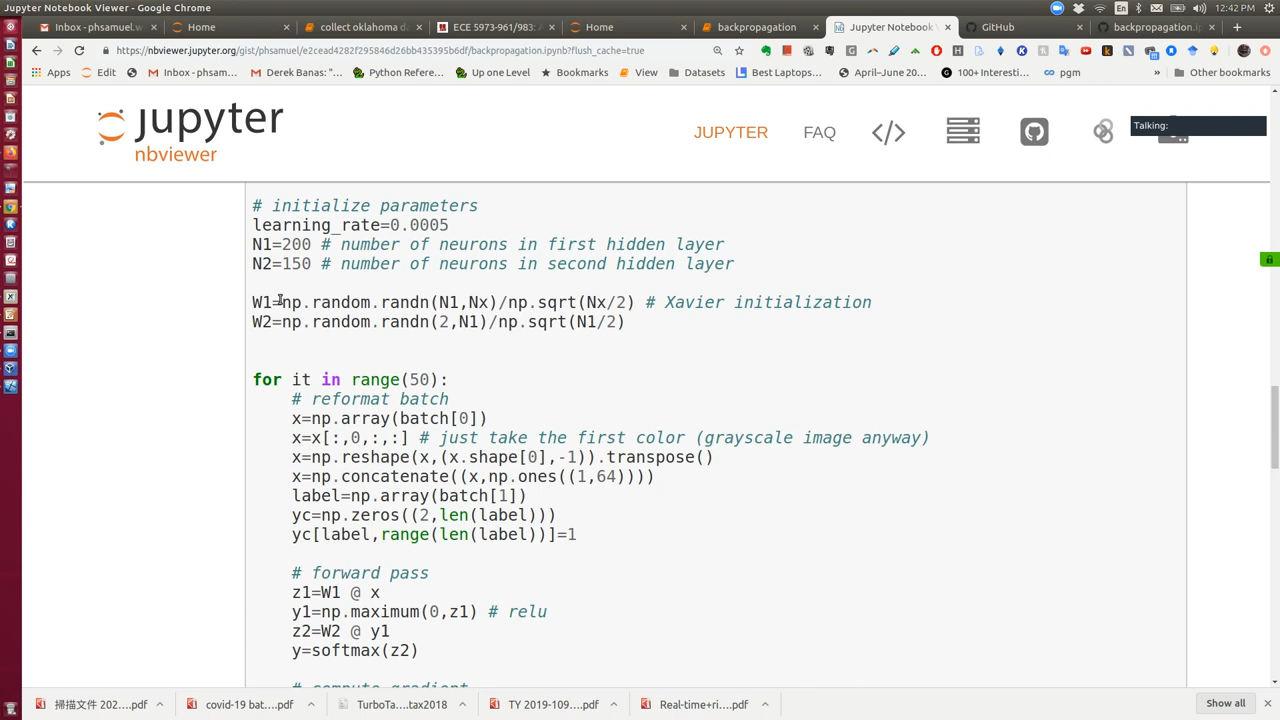 Jupyter Notebook Viewer - Google Chrome
En
12:42 PM
Inbox - phsamuel.w
Home
collect oklahoma da
ECE 5973-961/983: A
Home
backpropagation
Jupyter Notebook V
GitHub
backpropagation.ip
https://nbviewer.jupyter.org/gist/phsamuel/e2cead4282f295846d26bb435395b6df/backpropagation.ipynb?flush_cache=true
Apps
Edit
Inbox - phsam...
Derek Banas: "...
Python Refere...
Up one Level
Bookmarks
View
Datasets
Best Laptops...
April–June 20...
100+ Interesti...
pgm
»
Other bookmarks
jupyter
nbviewer
JUPYTER
FAQ
</>
Talking:
# initialize parameters
learning_rate=0.0005
N1=200 # number of neurons in first hidden layer
N2=150 # number of neurons in second hidden layer
W1=np.random.randn(N1,Nx)/np.sqrt(Nx/2) # Xavier initialization
W2=np.random.randn(2,N1)/np.sqrt(N1/2)
for it in range(50):
# reformat batch
x=np.array(batch[0])
x=x[:,0,:,:] # just take the first color (grayscale image anyway)
x=np.reshape(x,(x.shape[0],-1)).transpose()
x=np.concatenate((x,np.ones((1,64))))
label=np.array(batch[1])
yc=np.zeros((2,len(label)))
yc[label,range(len(label))]=1
# forward pass
z1=W1 @ x
y1=np.maximum(0,z1) # relu
z2=W2 @ y1
y=softmax(z2)
# compute gradient
掃描文件 202....pdf
covid-19 bat....pdf
TurboTa....tax2018
TY 2019-109....pdf
Real-time+ri....pdf
Show all